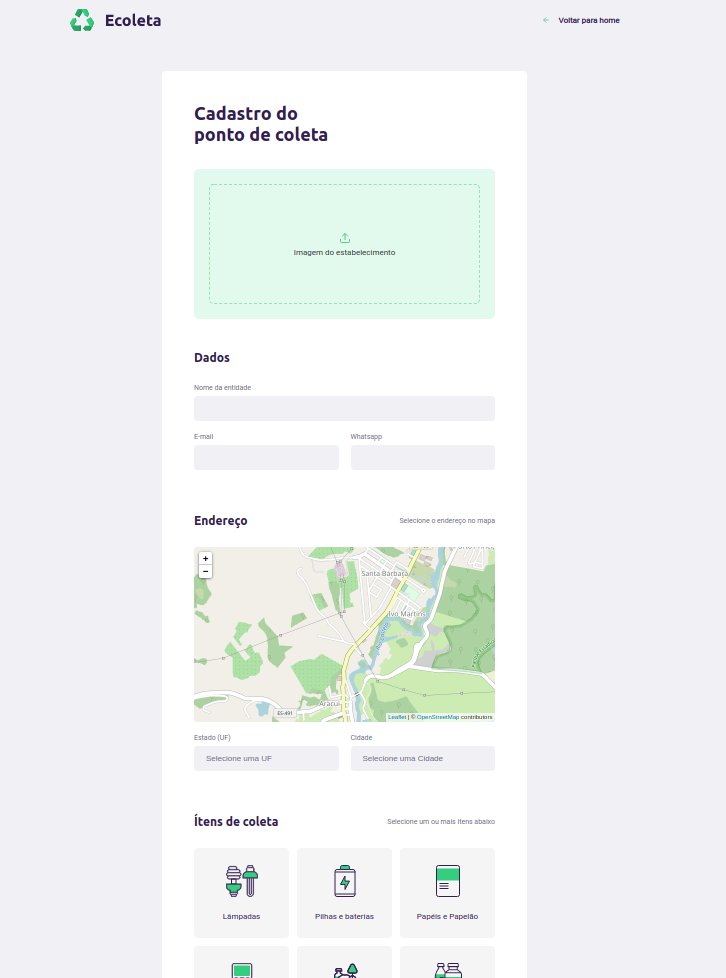 Ecoleta
Voltar para home
Cadastro do
ponto de coleta
Imagem do estabelecimento
Dados
Nome da entidade
E-mail
Whatsapp
Endereço
Selecione o endereço no mapa
+
−
Santa Bárbara
Ivo Martins
Aracuí
ES-491
Leaflet | © OpenStreetMap contributors
Estado (UF)
Cidade
Selecione uma UF
Selecione uma Cidade
Ítens de coleta
Selecione um ou mais itens abaixo
Lâmpadas
Pilhas e baterias
Papéis e Papelão